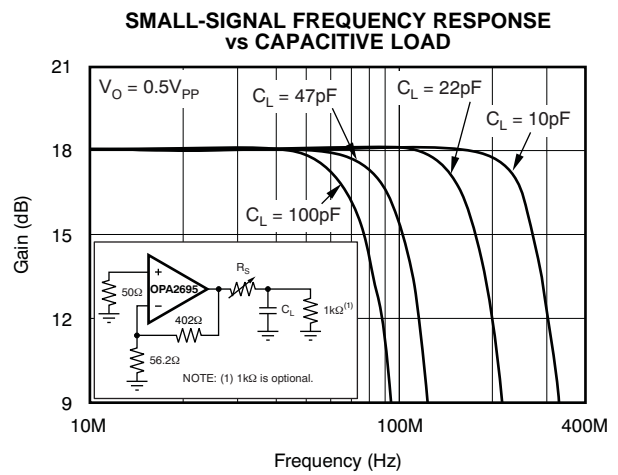 SMALL-SIGNAL FREQUENCY RESPONSE
vs CAPACITIVE LOAD
21
18
15
12
9
Gain (dB)
V_O = 0.5V_PP
C_L = 47pF
C_L = 22pF
C_L = 10pF
C_L = 100pF
+
OPA2695
−
50Ω
R_S
C_L
1kΩ(1)
402Ω
56.2Ω
NOTE: (1) 1kΩ is optional.
10M
100M
400M
Frequency (Hz)